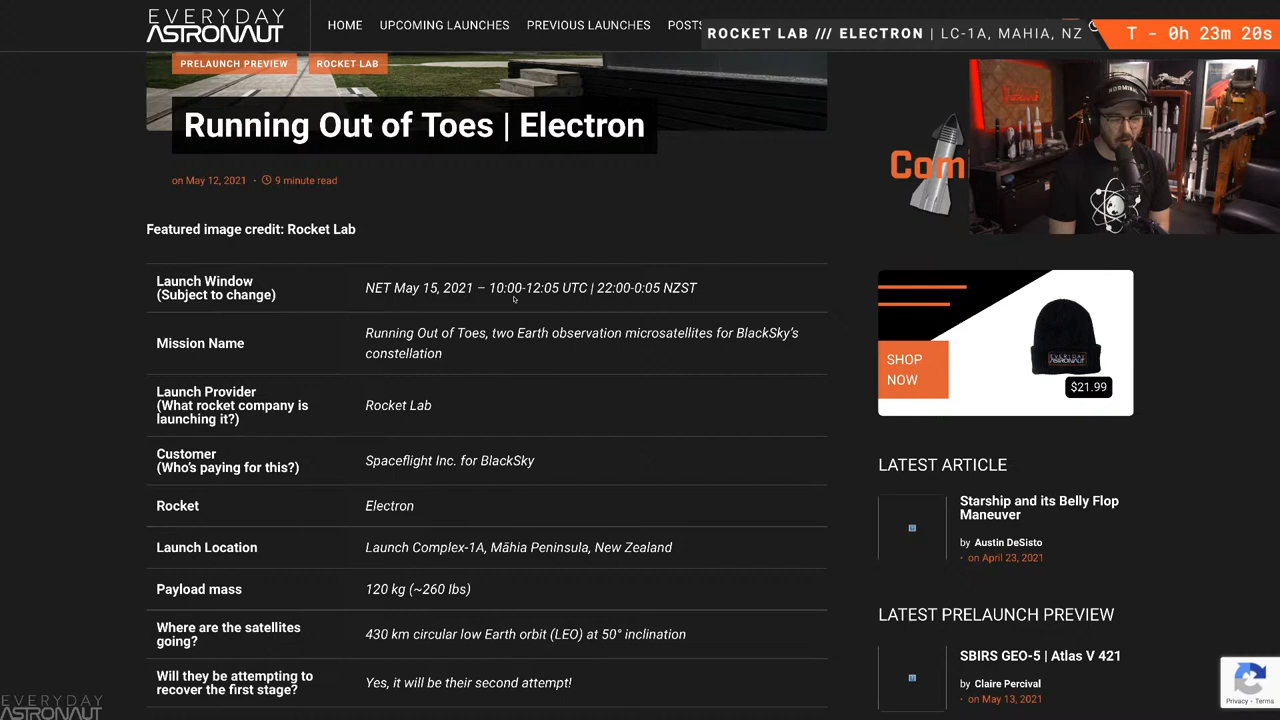 EVERYDAY
ASTRONAUT
HOME
UPCOMING LAUNCHES
PREVIOUS LAUNCHES
POSTS
ROCKET LAB /// ELECTRON | LC-1A, MAHIA, NZ
T - 0h 23m 20s
PRELAUNCH PREVIEW
ROCKET LAB
Running Out of Toes | Electron
on May 12, 2021 - 9 minute read
Featured image credit: Rocket Lab
Launch Window
(Subject to change)
NET May 15, 2021 – 10:00-12:05 UTC | 22:00-0:05 NZST
Mission Name
Running Out of Toes, two Earth observation microsatellites for BlackSky’s
constellation
Launch Provider
(What rocket company is
launching it?)
Rocket Lab
Customer
(Who’s paying for this?)
Spaceflight Inc. for BlackSky
Rocket
Electron
Launch Location
Launch Complex-1A, Māhia Peninsula, New Zealand
Payload mass
120 kg (~260 lbs)
Where are the satellites
going?
430 km circular low Earth orbit (LEO) at 50° inclination
Will they be attempting to
recover the first stage?
Yes, it will be their second attempt!
Com
SHOP
NOW
EVERYDAY
ASTRONAUT
$21.99
LATEST ARTICLE
Starship and its Belly Flop
Maneuver
by Austin DeSisto
- on April 23, 2021
LATEST PRELAUNCH PREVIEW
SBIRS GEO-5 | Atlas V 421
by Claire Percival
- on May 13, 2021
Privacy - Terms
EVERYDAY
ASTRONAUT